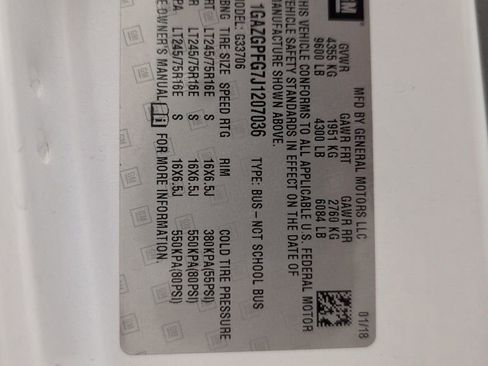 GM
MFD BY GENERAL MOTORS LLC
01/18
GVWR GAWR FRT GAWR RR
4355 KG 1951 KG 2760 KG
9600 LB 4300 LB 6084 LB
THIS VEHICLE CONFORMS TO ALL APPLICABLE U.S. FEDERAL MOTOR
VEHICLE SAFETY STANDARDS IN EFFECT ON THE DATE OF
MANUFACTURE SHOWN ABOVE.
1GAZGPFG7J1207036 TYPE: BUS-NOT SCHOOL BUS
MODEL: G33706
TIRE SIZE SPEED RTG RIM COLD TIRE PRESSURE
LT245/75R16E S 16X6.5J 380KPA(55PSI)
LT245/75R16E S 16X6.5J 550KPA(80PSI)
LT245/75R16E S 16X6.5J 550KPA(80PSI)
OWNER'S MANUAL FOR MORE INFORMATION.